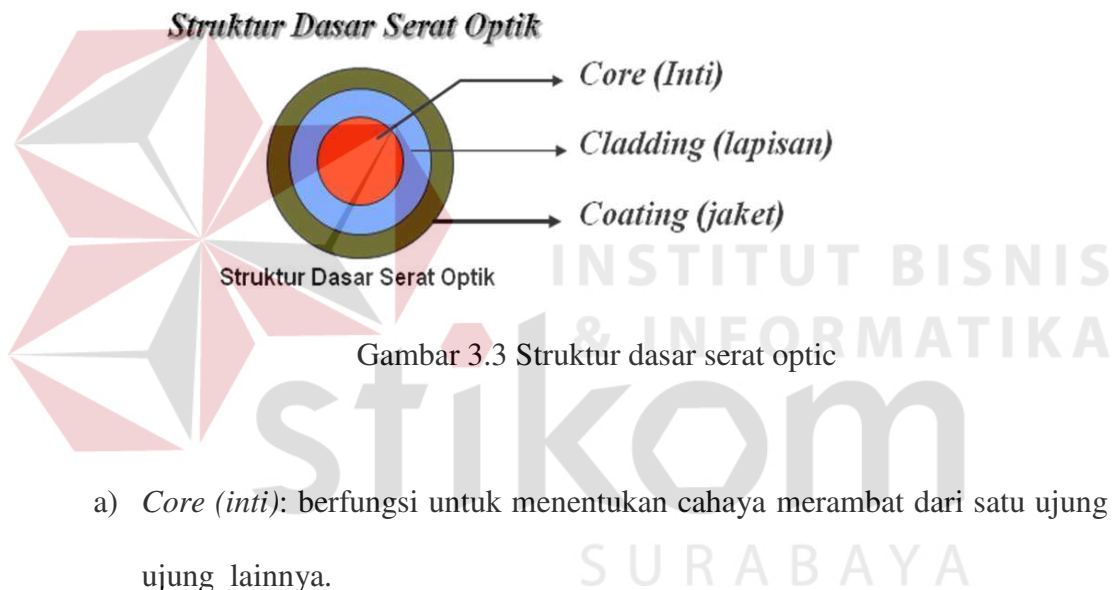 Struktur Dasar Serat Optik
Core (Inti)
Cladding (lapisan)
Coating (jaket)
Struktur Dasar Serat Optik
INSTITUT BISNIS
& INFORMATIKA
Gambar 3.3 Struktur dasar serat optic
stikom
a) Core (inti): berfungsi untuk menentukan cahaya merambat dari satu ujung
ujung lainnya.
SURABAYA